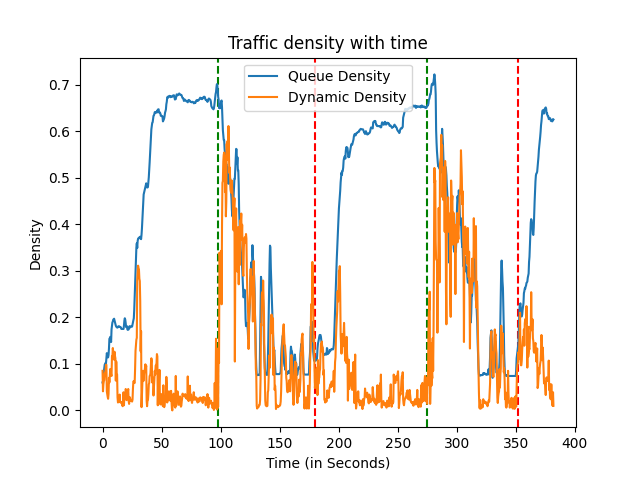 Traffic density with time
Queue Density
Dynamic Density
Density
0.7
0.6
0.5
0.4
0.3
0.2
0.1
0.0
0 50 100 150 200 250 300 350 400
Time (in Seconds)